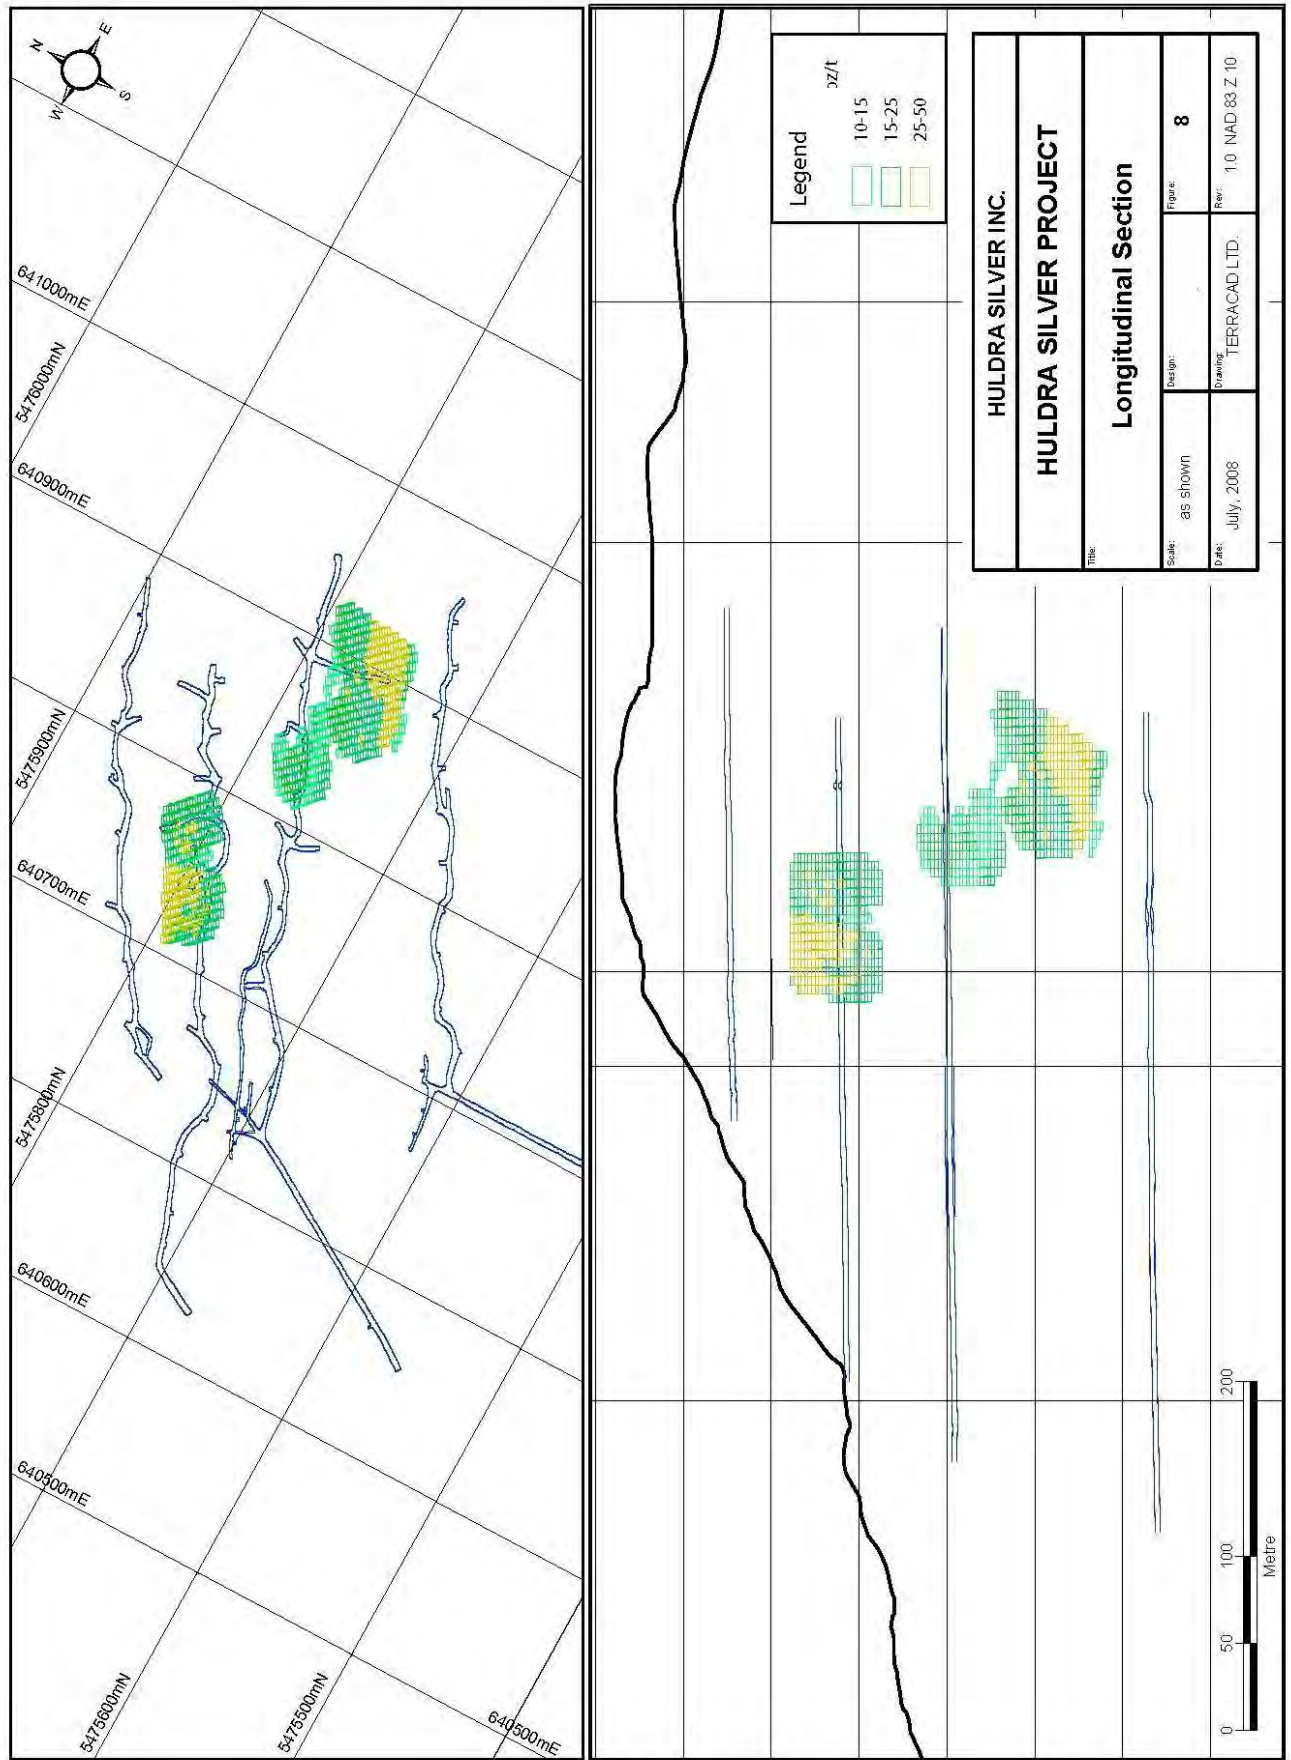 N
E
S
W
641000mE
5476000mN
640900mE
5475900mN
640700mE
5475800mN
640600mE
640500mE
5475600mN
5475500mN
640500mE
Legend
oz/t
10-15
15-25
25-50
HULDRA SILVER INC.
HULDRA SILVER PROJECT
Title:
Longitudinal Section
Scale: as shown
Design:
Figure: 8
Date: July, 2008
Drawing: TERRACAD LTD.
Rev: 1.0 NAD 83 Z 10
0 50 100 200
Metre